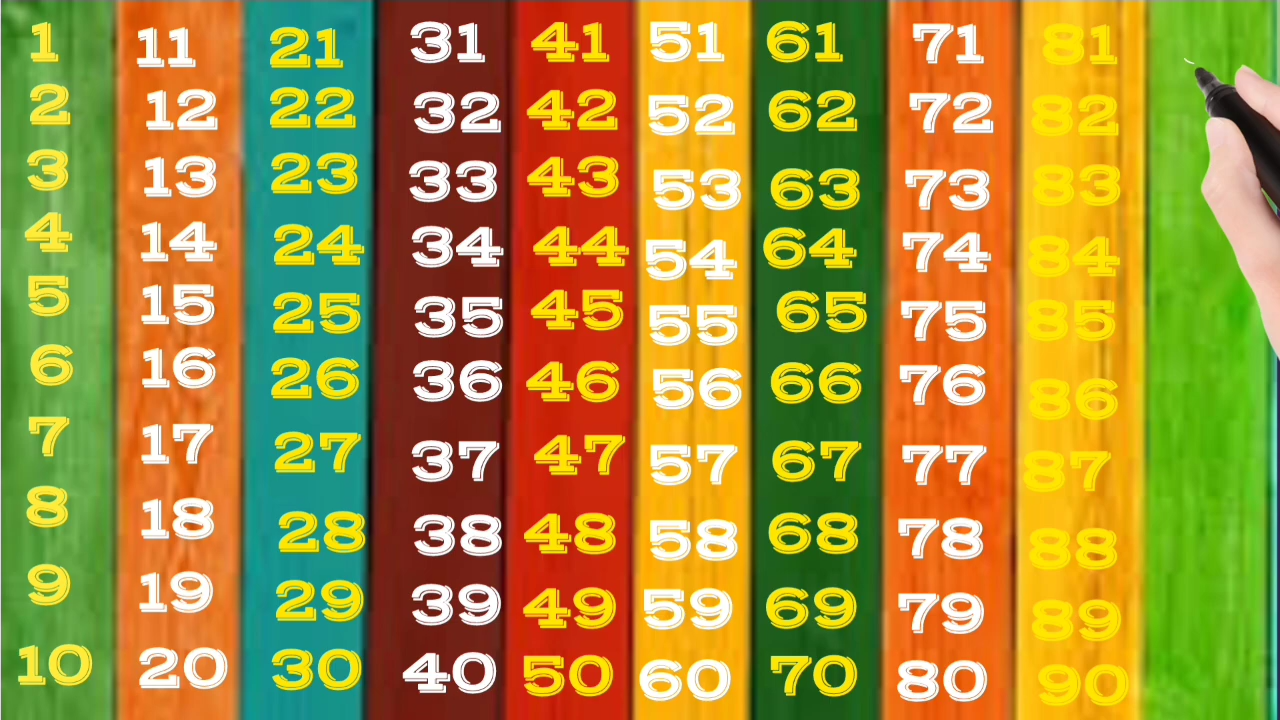 1 11 21 31 41 51 61 71 81
2 12 22 32 42 52 62 72 82
3 13 23 33 43 53 63 73 83
4 14 24 34 44 54 64 74 84
5 15 25 35 45 55 65 75 85
6 16 26 36 46 56 66 76 86
7 17 27 37 47 57 67 77 87
8 18 28 38 48 58 68 78 88
9 19 29 39 49 59 69 79 89
10 20 30 40 50 60 70 80 90